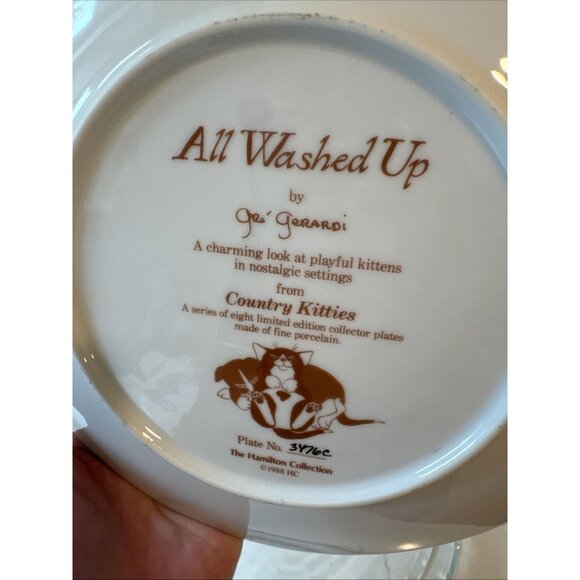 All Washed Up
by
Gré Gerardi
A charming look at playful kittens
in nostalgic settings
from
Country Kitties
A series of eight limited edition collector plates
made of fine porcelain.
Plate No. 3476C
The Hamilton Collection
©1988 HC